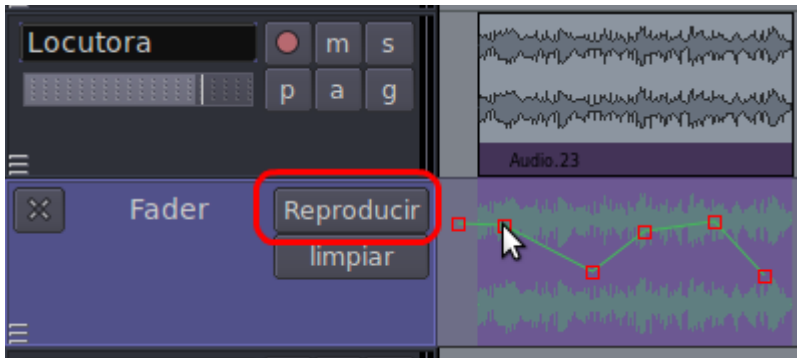 Locutora
m s
p a g
Audio.23
Fader
Reproducir
limpiar